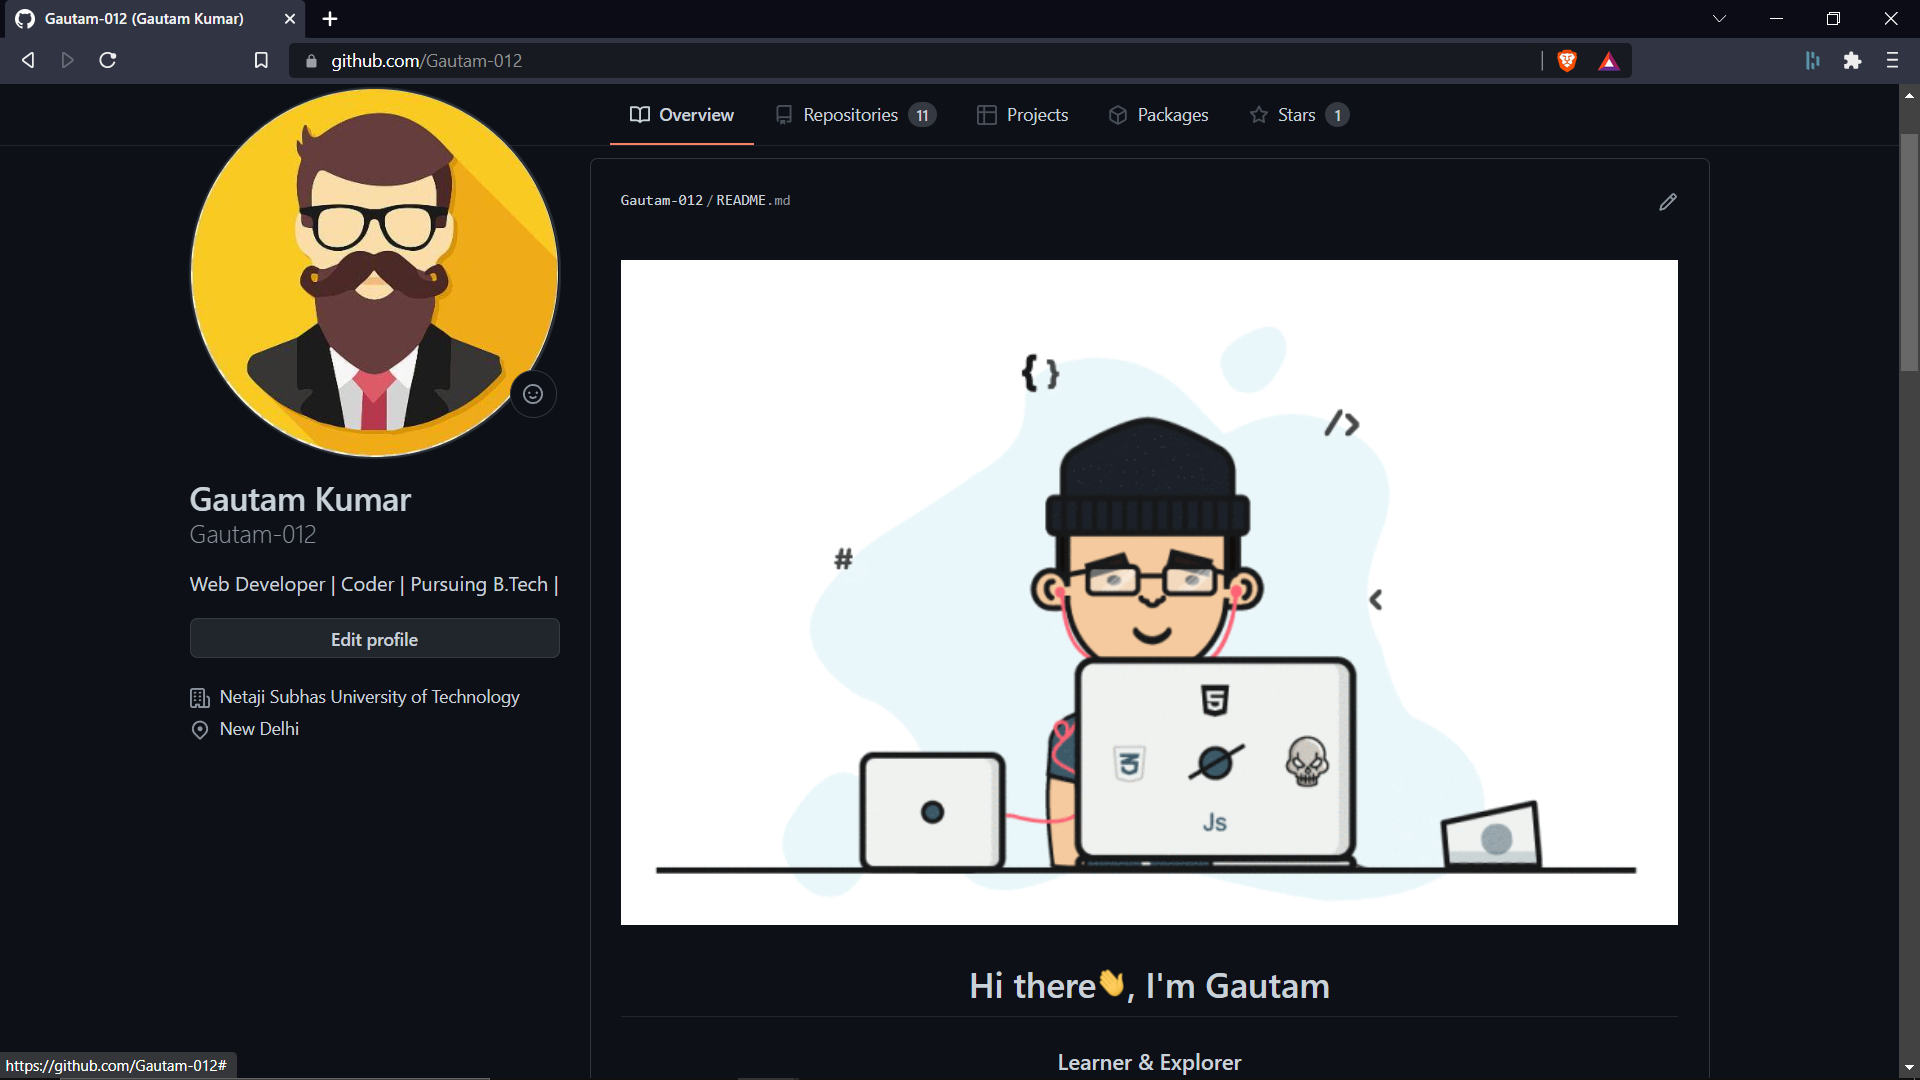 Gautam-012 (Gautam Kumar)
github.com/Gautam-012
Overview
Repositories 11
Projects
Packages
Stars 1
Gautam-012/README.md
{ }
/>
#
<
5
3
Js
Gautam Kumar
Gautam-012
Web Developer | Coder | Pursuing B.Tech |
Edit profile
Netaji Subhas University of Technology
New Delhi
Hi there👋, I'm Gautam
Learner & Explorer
https://github.com/Gautam-012#